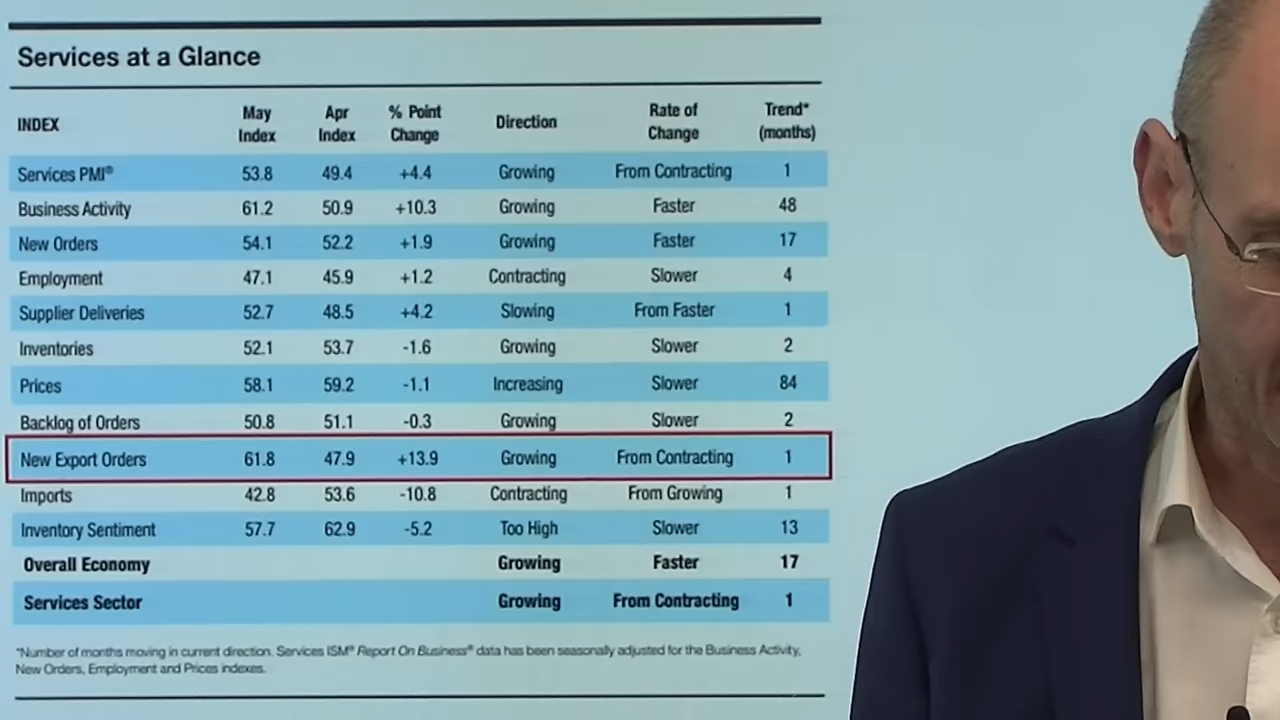 Services at a Glance
INDEX May Index Apr Index % Point Change Direction Rate of Change Trend* (months)
Services PMI® 53.8 49.4 +4.4 Growing From Contracting 1
Business Activity 61.2 50.9 +10.3 Growing Faster 48
New Orders 54.1 52.2 +1.9 Growing Faster 17
Employment 47.1 45.9 +1.2 Contracting Slower 4
Supplier Deliveries 52.7 48.5 +4.2 Slowing From Faster 1
Inventories 52.1 53.7 -1.6 Growing Slower 2
Prices 58.1 59.2 -1.1 Increasing Slower 84
Backlog of Orders 50.8 51.1 -0.3 Growing Slower 2
New Export Orders 61.8 47.9 +13.9 Growing From Contracting 1
Imports 42.8 53.6 -10.8 Contracting From Growing 1
Inventory Sentiment 57.7 62.9 -5.2 Too High Slower 13
Overall Economy Growing Faster 17
Services Sector Growing From Contracting 1
*Number of months moving in current direction. Services ISM® Report On Business® data has been seasonally adjusted for the Business Activity,
New Orders, Employment and Prices indexes.